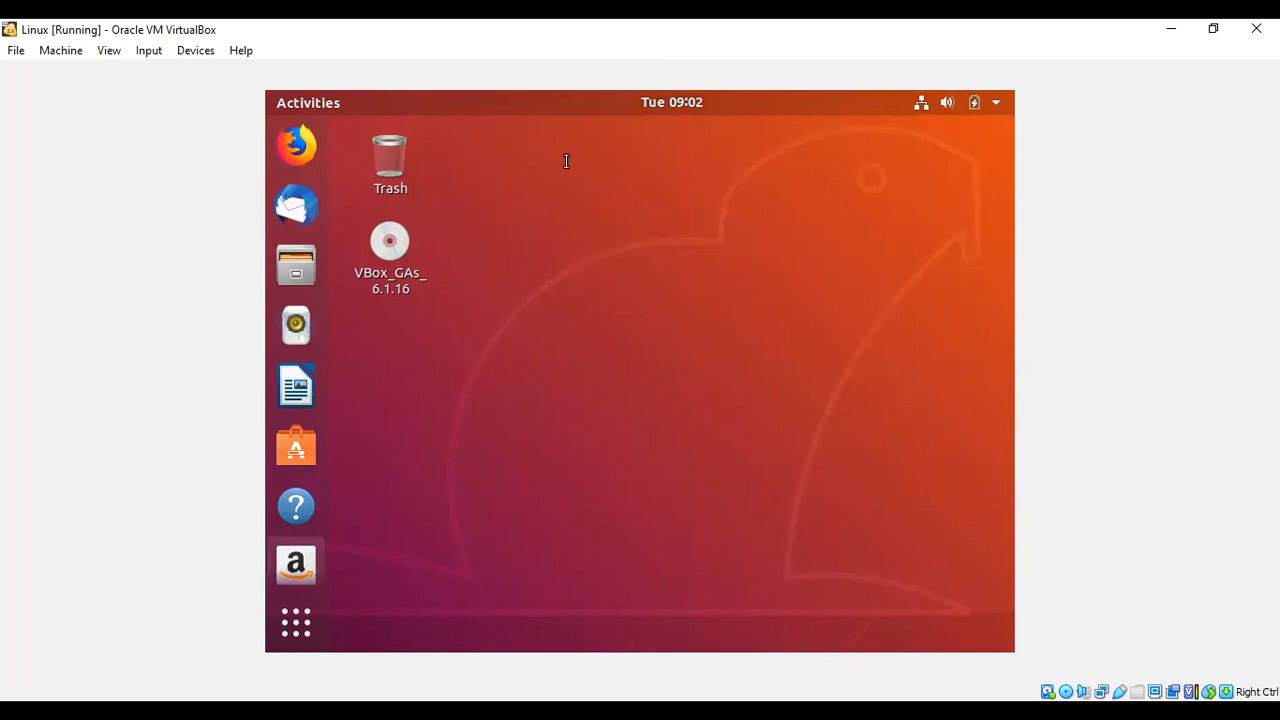 Linux [Running] - Oracle VM VirtualBox
File Machine View Input Devices Help
Activities Tue 09:02
Trash
VBox_GAs_
6.1.16
Right Ctrl